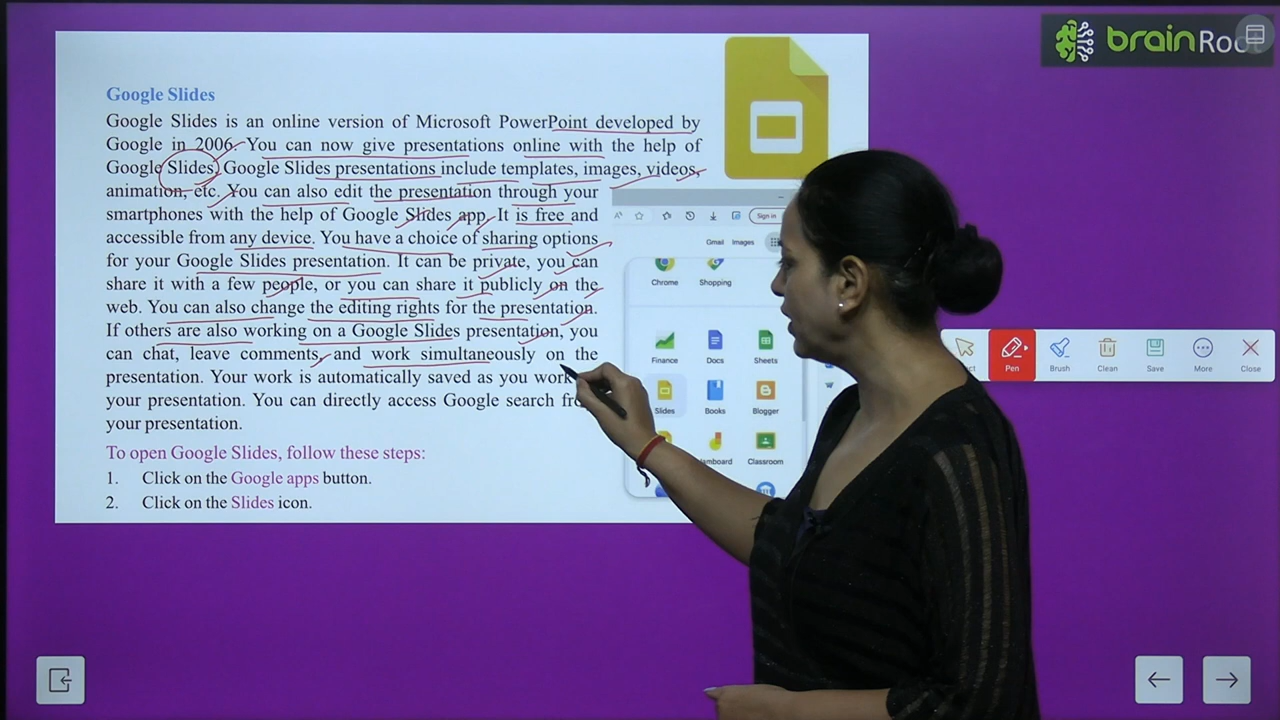 brainRoo
Google Slides
Google Slides is an online version of Microsoft PowerPoint developed by
Google in 2006. You can now give presentations online with the help of
Google Slides. Google Slides presentations include templates, images, videos,
animation, etc. You can also edit the presentation through your
smartphones with the help of Google Slides app. It is free and
accessible from any device. You have a choice of sharing options
for your Google Slides presentation. It can be private, you can
share it with a few people, or you can share it publicly on the
web. You can also change the editing rights for the presentation.
If others are also working on a Google Slides presentation, you
can chat, leave comments, and work simultaneously on the
presentation. Your work is automatically saved as you work
your presentation. You can directly access Google search
your presentation.
To open Google Slides, follow these steps:
1. Click on the Google apps button.
2. Click on the Slides icon.
Sign in
Gmail Images
Chrome Shopping
Finance Docs Sheets
Slides Books Blogger
Classroom
Pen Brush Clean Save More Close